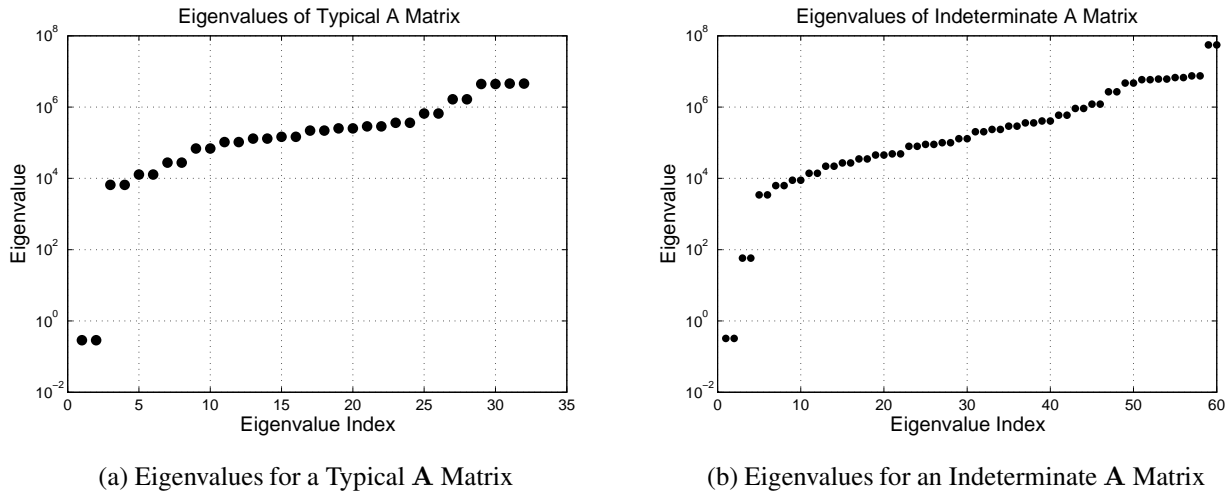 Eigenvalues of Typical A Matrix
10^8
10^6
10^4
10^2
10^0
10^−2
Eigenvalue
0 5 10 15 20 25 30 35
Eigenvalue Index
(a) Eigenvalues for a Typical A Matrix
Eigenvalues of Indeterminate A Matrix
10^8
10^6
10^4
10^2
10^0
10^−2
Eigenvalue
0 10 20 30 40 50 60
Eigenvalue Index
(b) Eigenvalues for an Indeterminate A Matrix